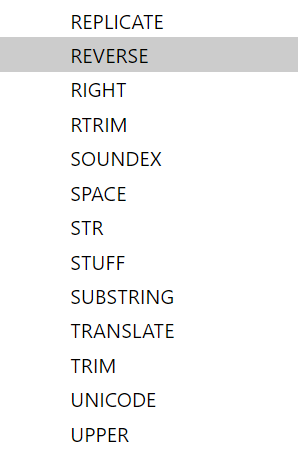 REPLICATE
REVERSE
RIGHT
RTRIM
SOUNDEX
SPACE
STR
STUFF
SUBSTRING
TRANSLATE
TRIM
UNICODE
UPPER